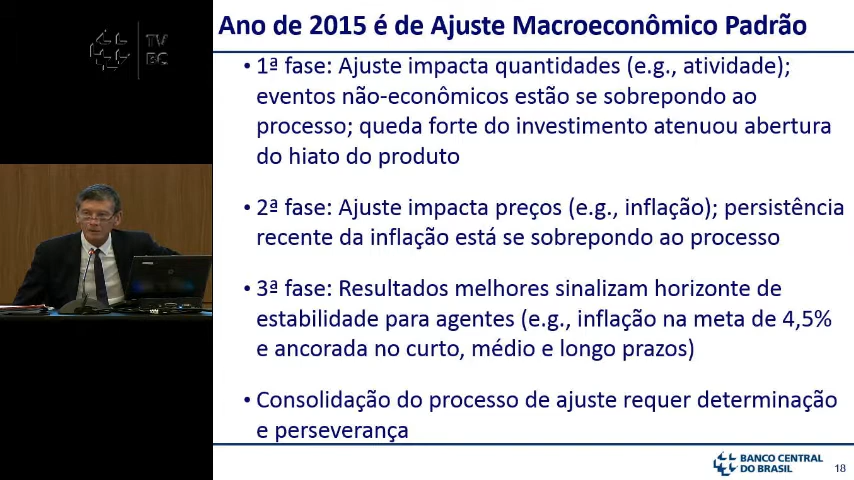 TV
BC
Ano de 2015 é de Ajuste Macroeconômico Padrão
• 1ª fase: Ajuste impacta quantidades (e.g., atividade);
eventos não-econômicos estão se sobrepondo ao
processo; queda forte do investimento atenuou abertura
do hiato do produto
• 2ª fase: Ajuste impacta preços (e.g., inflação); persistência
recente da inflação está se sobrepondo ao processo
• 3ª fase: Resultados melhores sinalizam horizonte de
estabilidade para agentes (e.g., inflação na meta de 4,5%
e ancorada no curto, médio e longo prazos)
• Consolidação do processo de ajuste requer determinação
e perseverança
BANCO CENTRAL
DO BRASIL
18